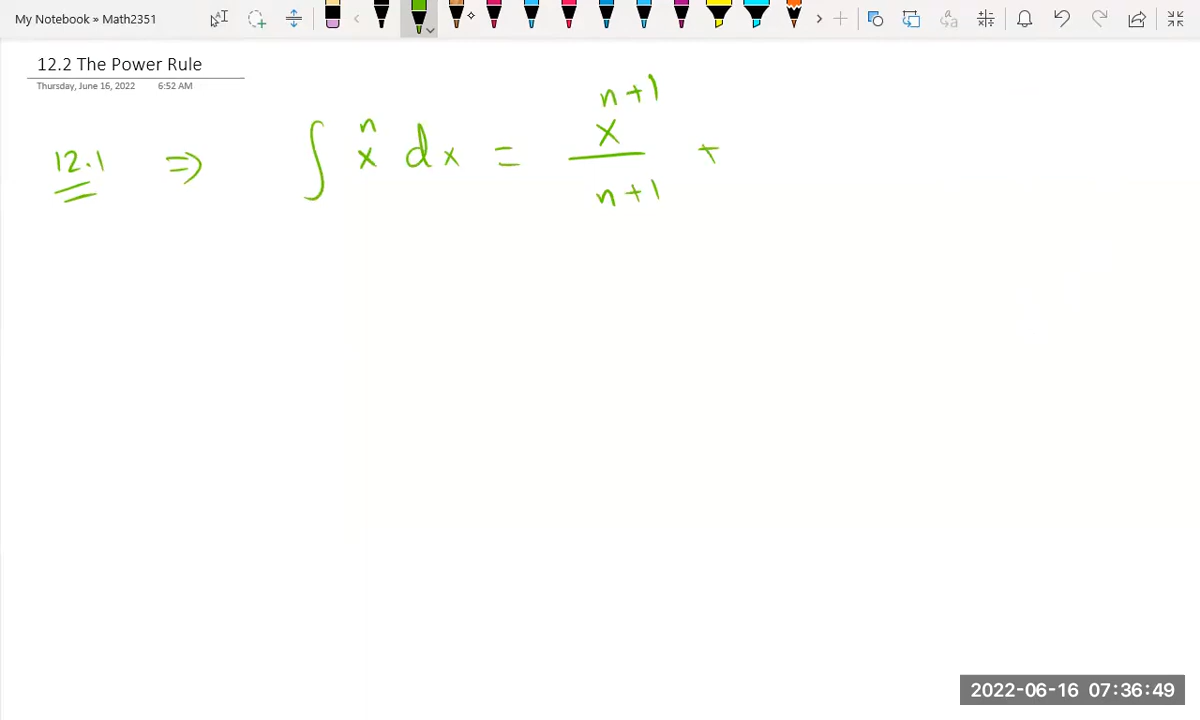 My Notebook » Math2351
12.2 The Power Rule
Thursday, June 16, 2022 6:52 AM
12.1 ⇒ ∫ xⁿ dx = xⁿ⁺¹ / n+1 +
2022-06-16 07:36:49